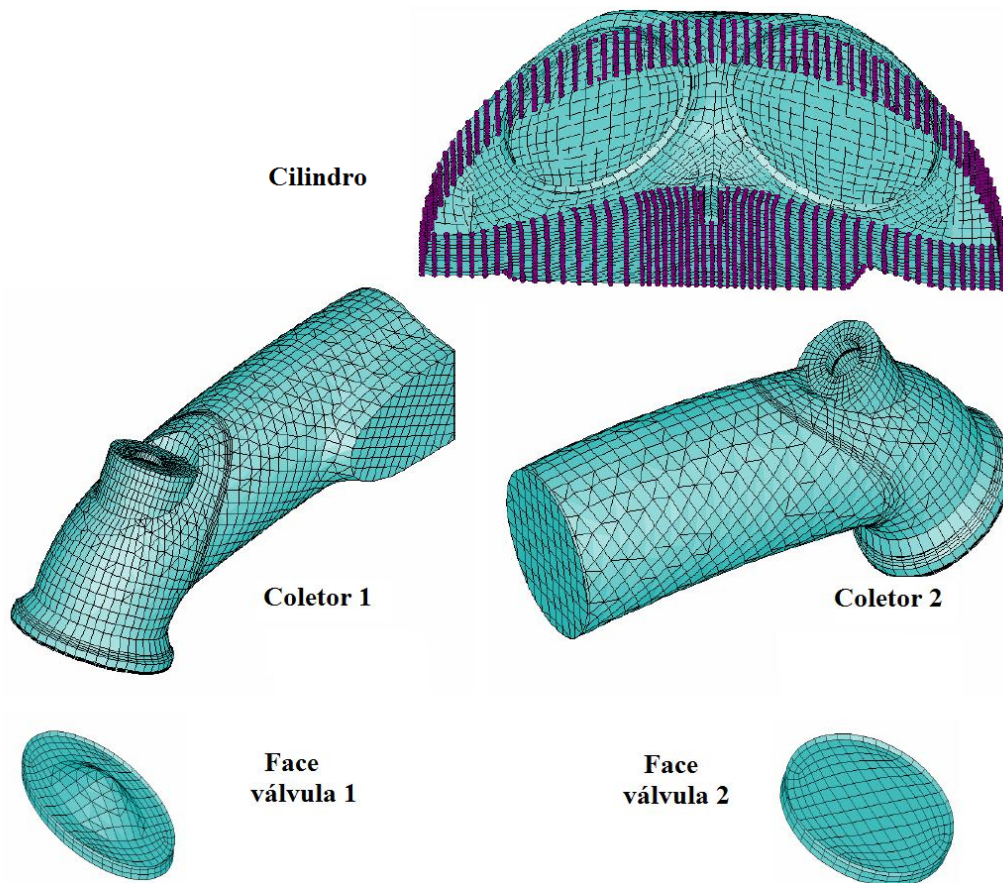 Cilindro
Coletor 1
Coletor 2
Face
válvula 1
Face
válvula 2